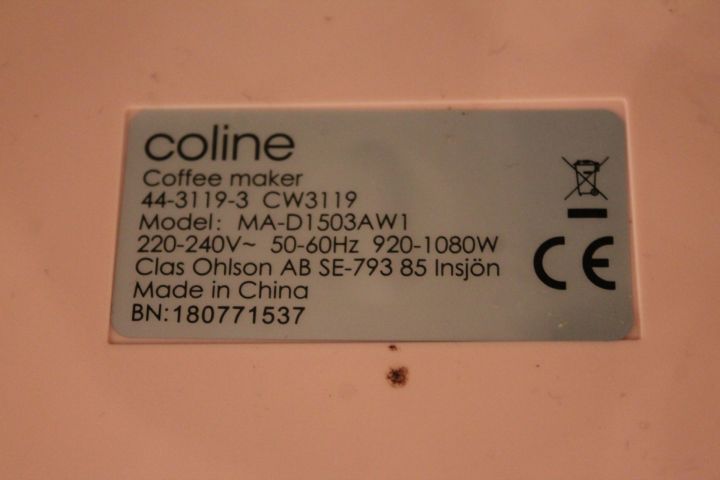 coline
Coffee maker
44-3119-3 CW3119
Model: MA-D1503AW1
220-240V~ 50-60Hz 920-1080W
Clas Ohlson AB SE-793 85 Insjön
Made in China
BN:180771537
CE